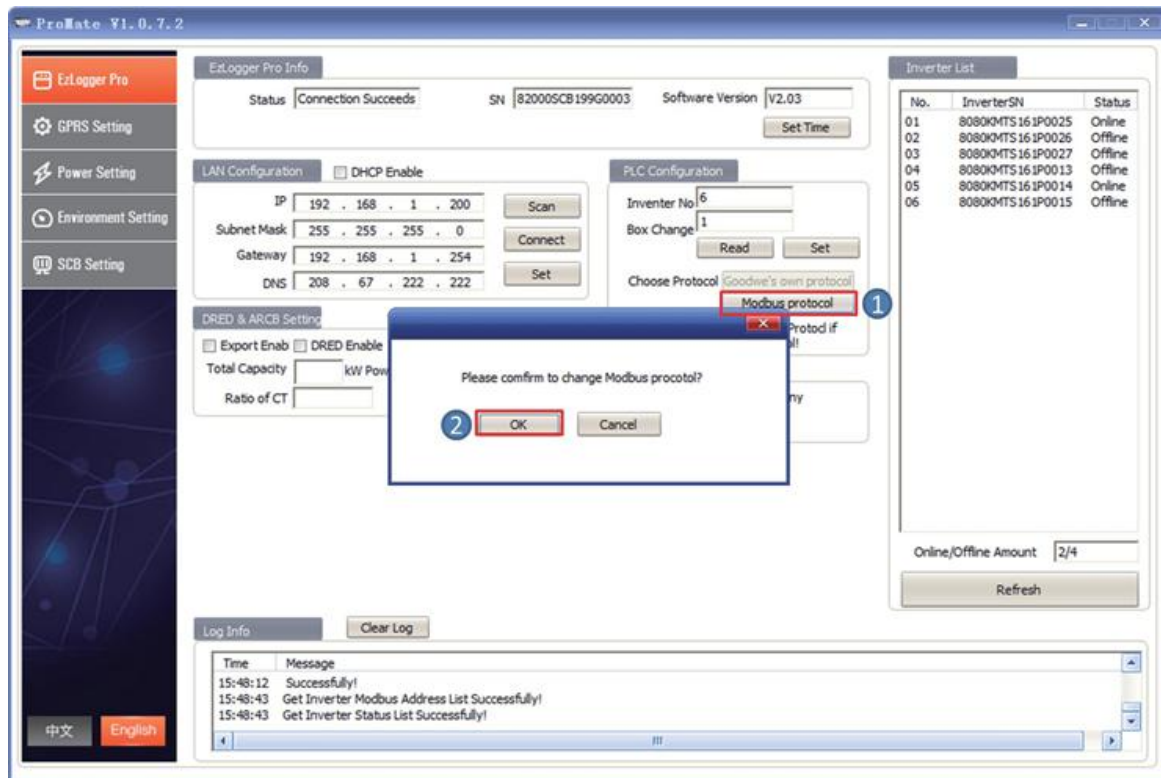 ProMate V1.0.7.2
EzLogger Pro
GPRS Setting
Power Setting
Environment Setting
SCB Setting
中文 English
EzLogger Pro Info
Status Connection Succeeds SN 82000SCB199G0003 Software Version V2.03
Set Time
LAN Configuration DHCP Enable
IP 192 . 168 . 1 . 200 Scan
Subnet Mask 255 . 255 . 255 . 0 Connect
Gateway 192 . 168 . 1 . 254
DNS 208 . 67 . 222 . 222 Set
PLC Configuration
Inventer No 6
Box Change 1
Read Set
Choose Protocol Goodwe's own protocol
Modbus protocol 1
Protocl if
ol!
ny
DRED & ARCB Setting
Export Enab DRED Enable
Total Capacity kW Pow
Ratio of CT
Please comfirm to change Modbus procotol?
2 OK Cancel
Inverter List
No. InverterSN Status
01 8080KMTS161P0025 Online
02 8080KMTS161P0026 Offline
03 8080KMTS161P0027 Offline
04 8080KMTS161P0013 Offline
05 8080KMTS161P0014 Online
06 8080KMTS161P0015 Offline
Online/Offline Amount 2/4
Refresh
Log Info Clear Log
Time Message
15:48:12 Successfully!
15:48:43 Get Inverter Modbus Address List Successfully!
15:48:43 Get Inverter Status List Successfully!